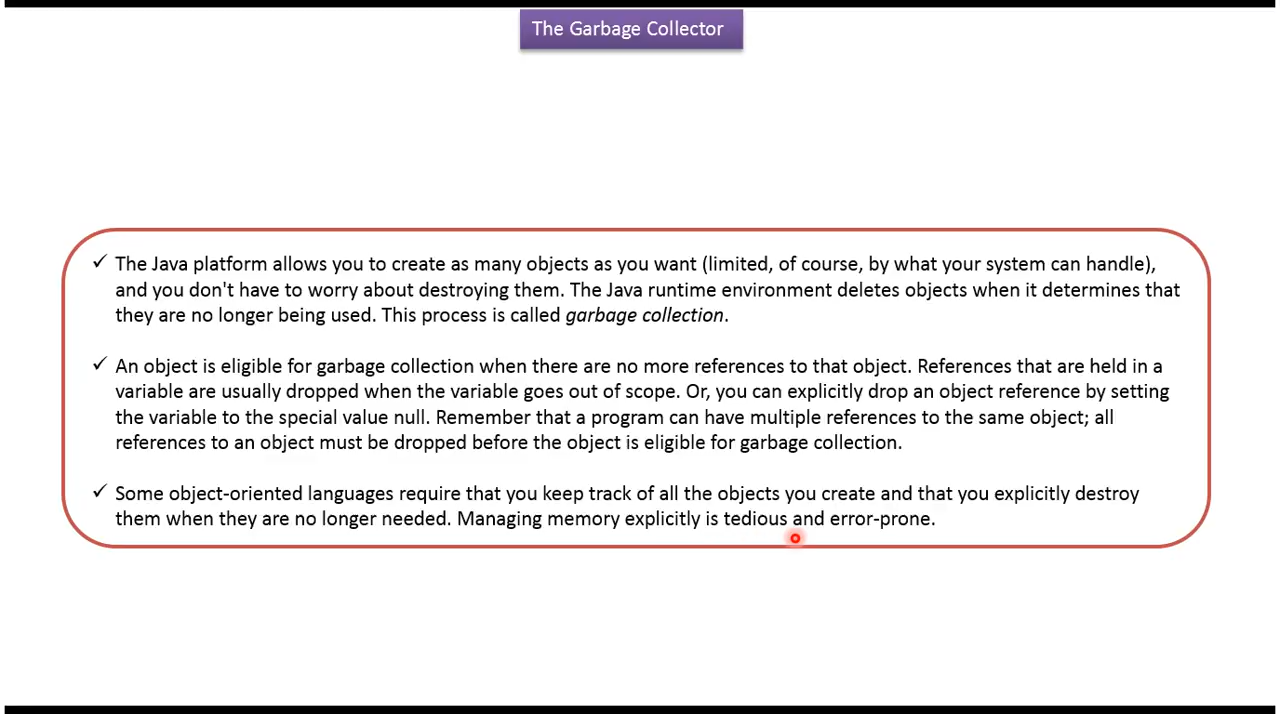 The Garbage Collector
✓ The Java platform allows you to create as many objects as you want (limited, of course, by what your system can handle),
and you don't have to worry about destroying them. The Java runtime environment deletes objects when it determines that
they are no longer being used. This process is called garbage collection.
✓ An object is eligible for garbage collection when there are no more references to that object. References that are held in a
variable are usually dropped when the variable goes out of scope. Or, you can explicitly drop an object reference by setting
the variable to the special value null. Remember that a program can have multiple references to the same object; all
references to an object must be dropped before the object is eligible for garbage collection.
✓ Some object-oriented languages require that you keep track of all the objects you create and that you explicitly destroy
them when they are no longer needed. Managing memory explicitly is tedious and error-prone.